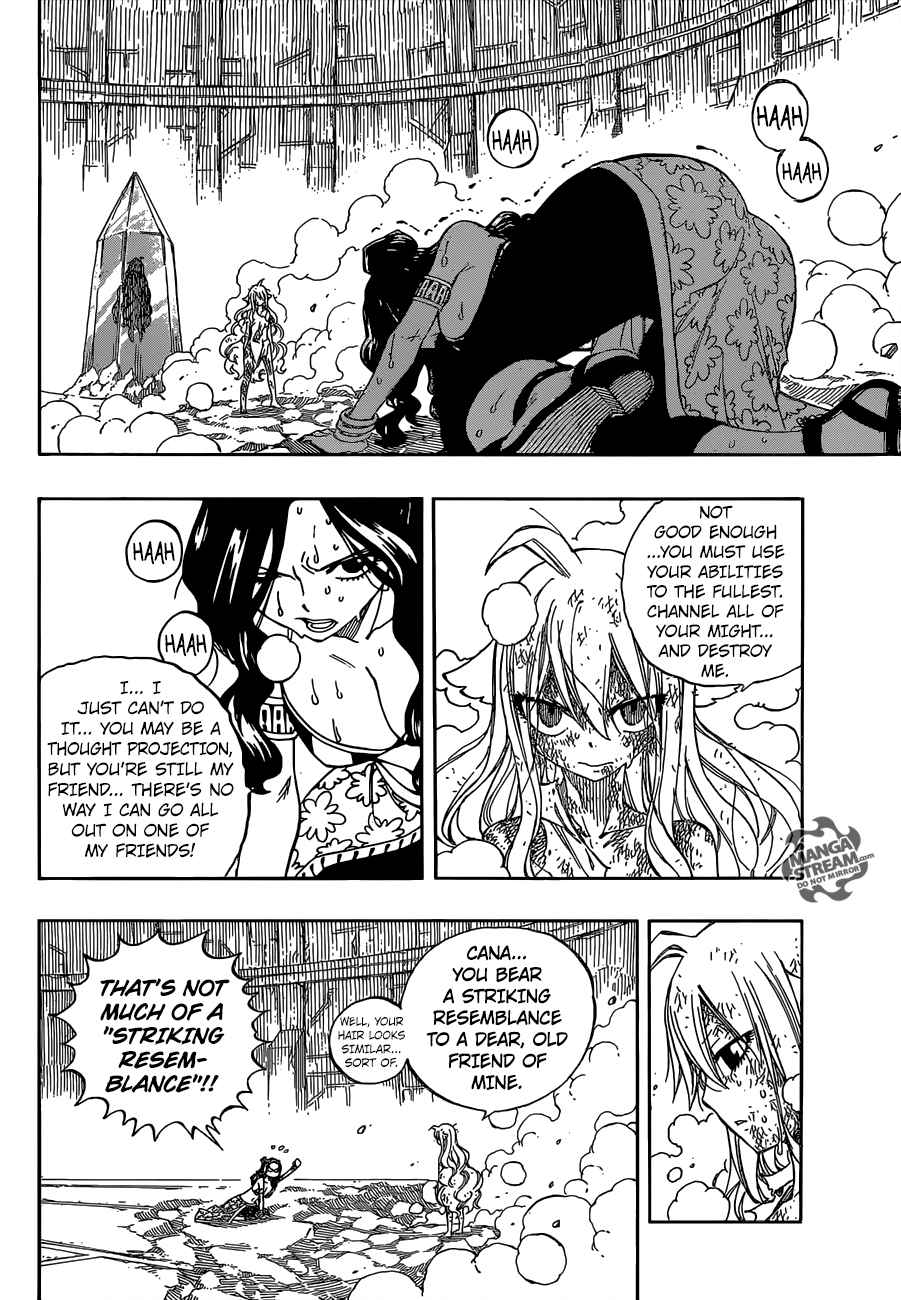 HAAH
HAAH
HAAH
AAA
NOT
GOOD ENOUGH
...YOU MUST USE
YOUR ABILITIES
TO THE FULLEST.
CHANNEL ALL OF
YOUR MIGHT...
AND DESTROY
ME.
HAAH
HAAH
I... I
JUST CAN'T DO
IT... YOU MAY BE A
THOUGHT PROJECTION,
BUT YOU'RE STILL MY
FRIEND... THERE'S NO
WAY I CAN GO ALL
OUT ON ONE OF
MY FRIENDS!
AAA
MANGA
STREAM.com
DO NOT MIRROR
CANA...
YOU BEAR
A STRIKING
RESEMBLANCE
TO A DEAR, OLD
FRIEND OF
MINE.
WELL, YOUR
HAIR LOOKS
SIMILAR...
SORT OF.
THAT'S NOT
MUCH OF A
"STRIKING
RESEM-
BLANCE"!!